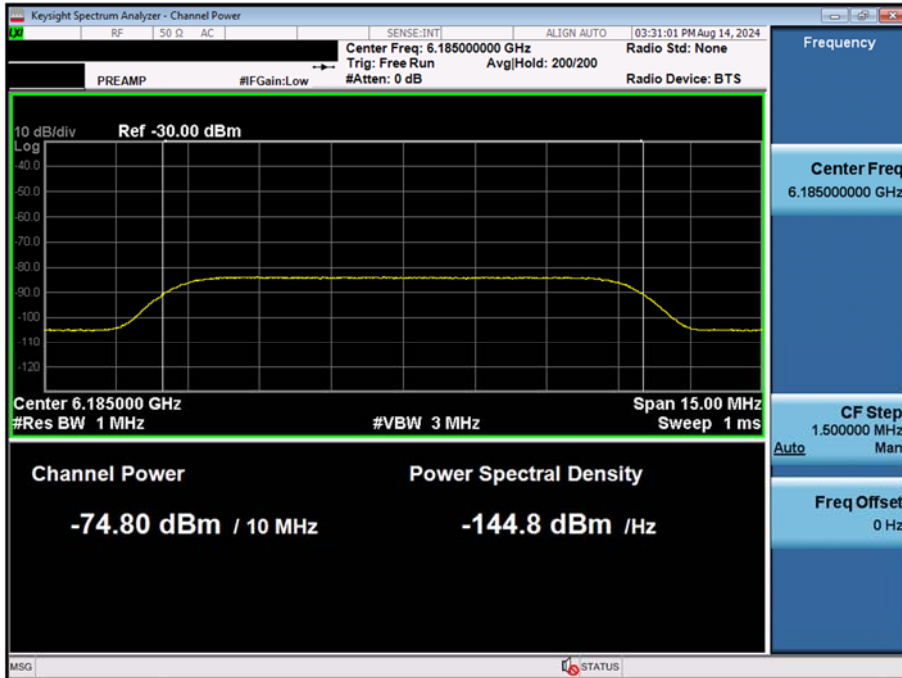 Keysight Spectrum Analyzer - Channel Power
LXI RF 50 Ω AC SENSE:INT ALIGN AUTO 03:31:01 PM Aug 14, 2024
Center Freq: 6.185000000 GHz Radio Std: None
Trig: Free Run Avg|Hold: 200/200
PREAMP #IFGain:Low #Atten: 0 dB Radio Device: BTS
10 dB/div Ref -30.00 dBm
Log
-40.0
-50.0
-60.0
-70.0
-80.0
-90.0
-100
-110
-120
Center 6.185000 GHz Span 15.00 MHz
#Res BW 1 MHz #VBW 3 MHz Sweep 1 ms
Channel Power Power Spectral Density
-74.80 dBm / 10 MHz -144.8 dBm /Hz
MSG STATUS
Frequency
Center Freq
6.185000000 GHz
CF Step
1.500000 MHz
Auto Man
Freq Offset
0 Hz